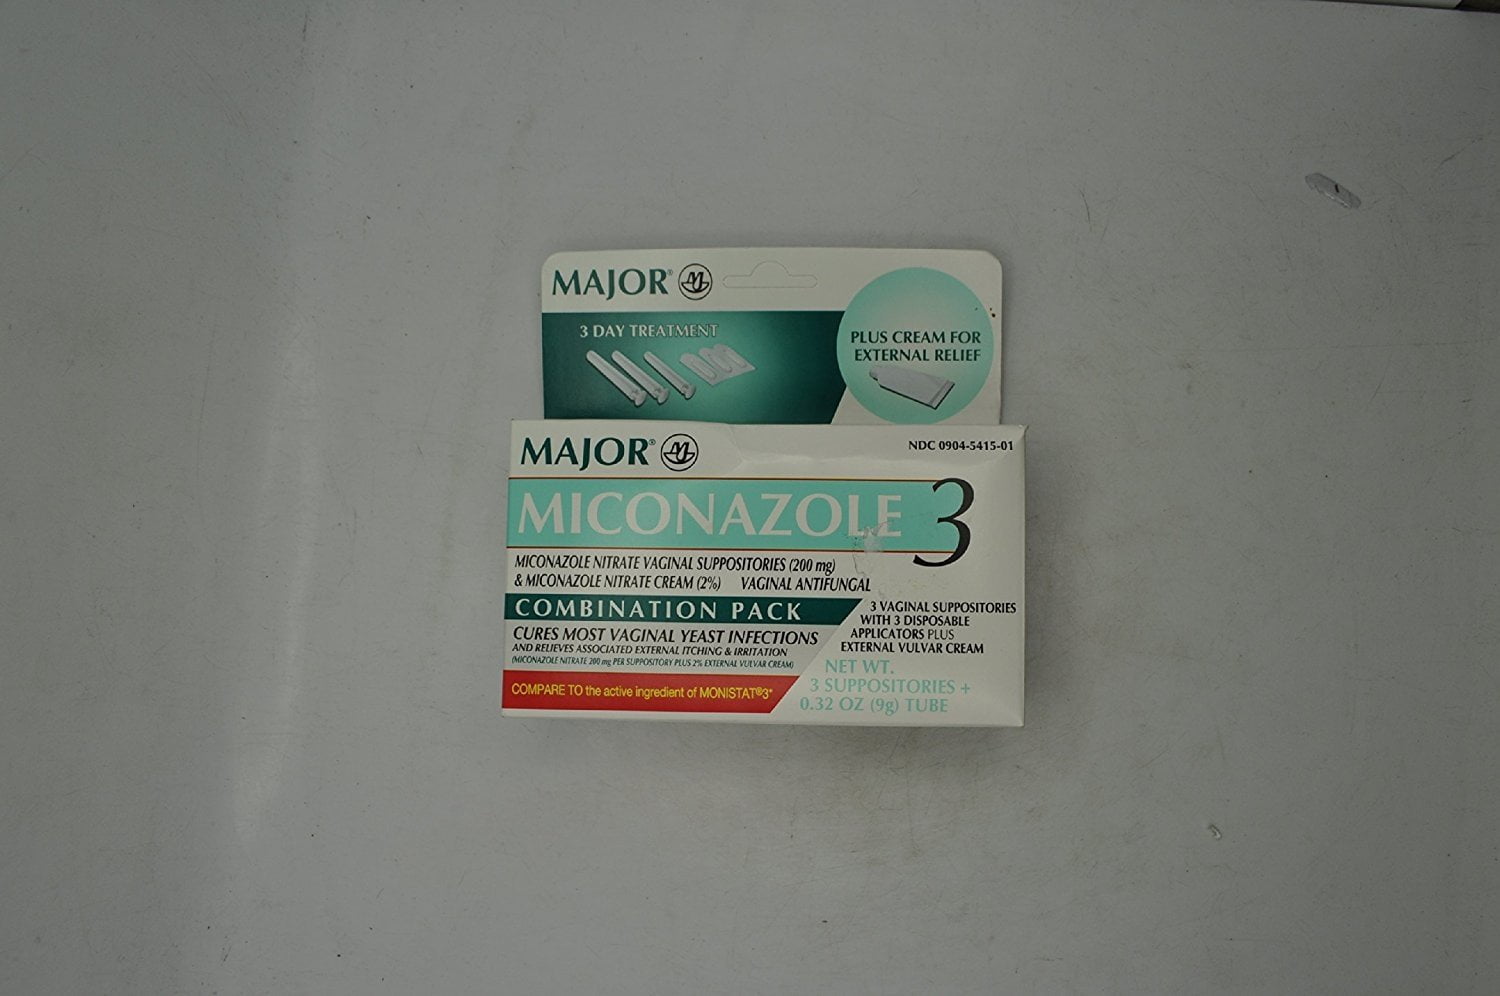 MAJOR®
3 DAY TREATMENT
PLUS CREAM FOR
EXTERNAL RELIEF
MAJOR®
NDC 0904-5415-01
MICONAZOLE 3
MICONAZOLE NITRATE VAGINAL SUPPOSITORIES (200 mg)
& MICONAZOLE NITRATE CREAM (2%) VAGINAL ANTIFUNGAL
COMBINATION PACK
CURES MOST VAGINAL YEAST INFECTIONS
AND RELIEVES ASSOCIATED EXTERNAL ITCHING & IRRITATION
(MICONAZOLE NITRATE 200 mg PER SUPPOSITORY PLUS 2% EXTERNAL VULVAR CREAM)
COMPARE TO the active ingredient of MONISTAT®3*
3 VAGINAL SUPPOSITORIES
WITH 3 DISPOSABLE
APPLICATORS PLUS
EXTERNAL VULVAR CREAM
NET WT.
3 SUPPOSITORIES +
0.32 OZ (9g) TUBE